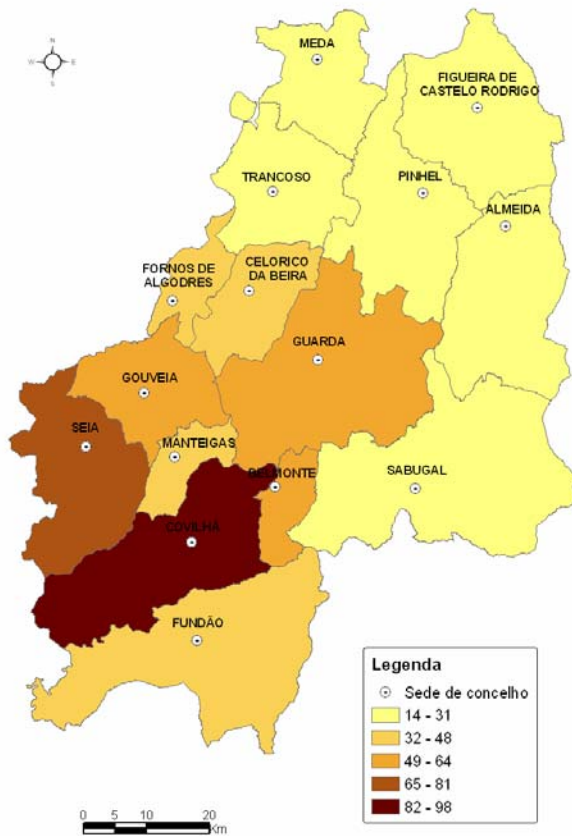 N
W E
S
MEDA
FIGUEIRA DE
CASTELO RODRIGO
TRANCOSO
PINHEL
ALMEIDA
FORNOS DE
ALGODRES
CELORICO
DA BEIRA
GUARDA
GOUVEIA
SEIA
MANTEIGAS
BELMONTE
SABUGAL
COVILHÃ
FUNDÃO
Legenda
Sede de concelho
14 - 31
32 - 48
49 - 64
65 - 81
82 - 98
0 5 10 20
Km